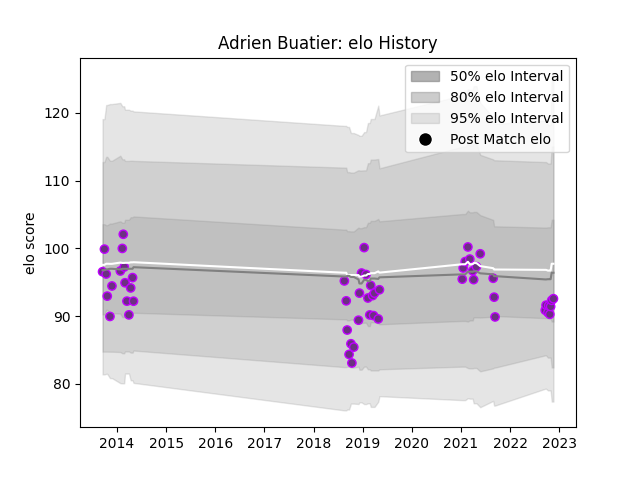 Adrien Buatier: elo History
elo score
120
110
100
90
80
50% elo Interval
80% elo Interval
95% elo Interval
Post Match elo
2014 2015 2016 2017 2018 2019 2020 2021 2022 2023